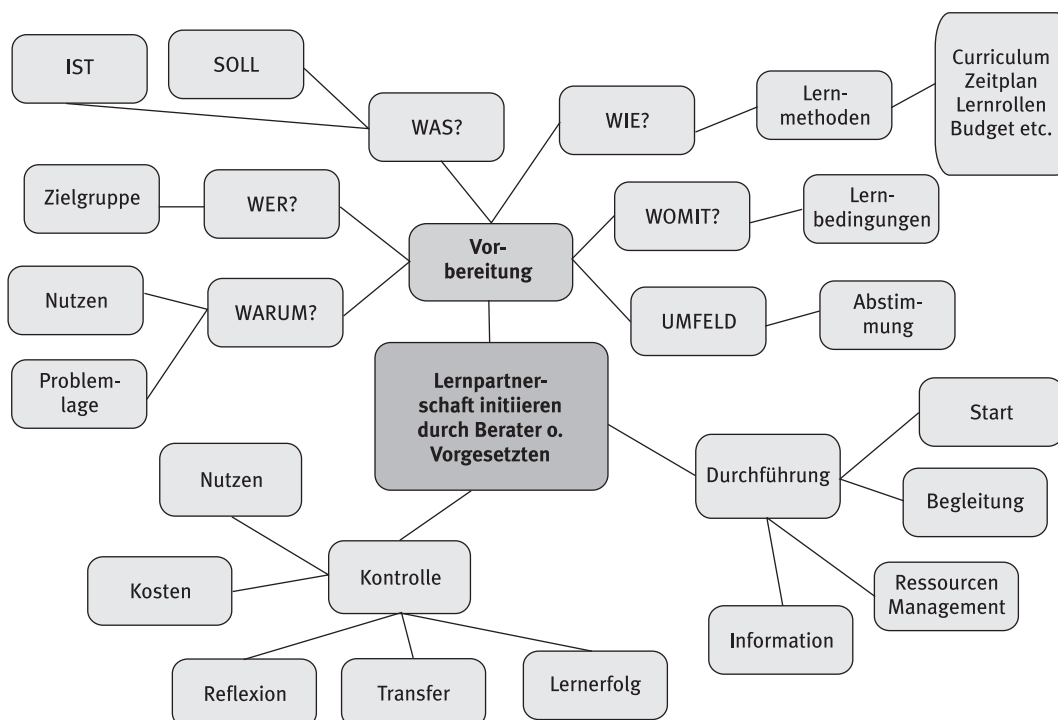 IST
SOLL
WAS?
WIE?
Lern-
methoden
Curriculum
Zeitplan
Lernrollen
Budget etc.
Zielgruppe
WER?
Vor-
bereitung
WOMIT?
Lern-
bedingungen
Nutzen
WARUM?
UMFELD
Abstim-
mung
Problem-
lage
Lernpartner-
schaft initiieren
durch Berater o.
Vorgesetzten
Start
Durchführung
Begleitung
Nutzen
Kosten
Kontrolle
Ressourcen
Management
Information
Reflexion
Transfer
Lernerfolg